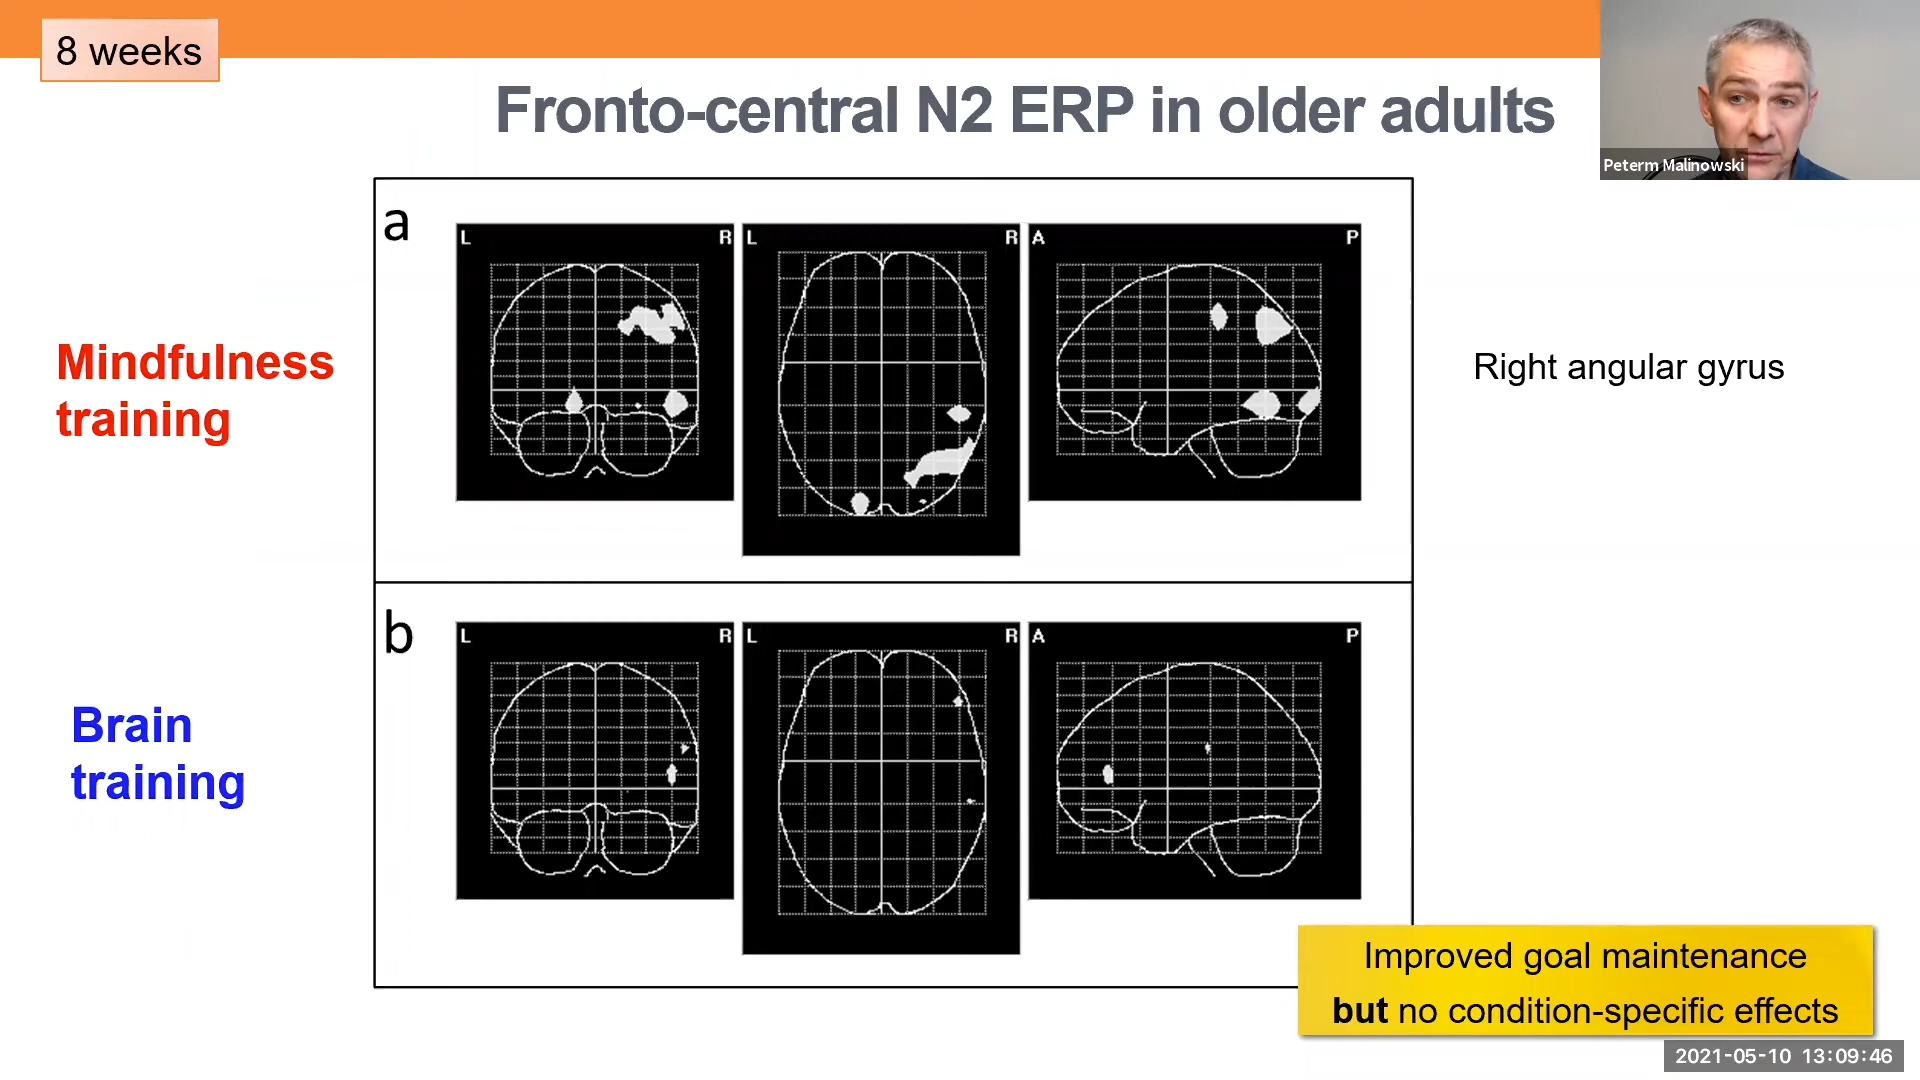 8 weeks
Fronto-central N2 ERP in older adults
Peterm Malinowski
a
L R L R A P
Mindfulness
training
Right angular gyrus
b
L R L R A P
Brain
training
Improved goal maintenance
but no condition-specific effects
2021-05-10 13:09:46